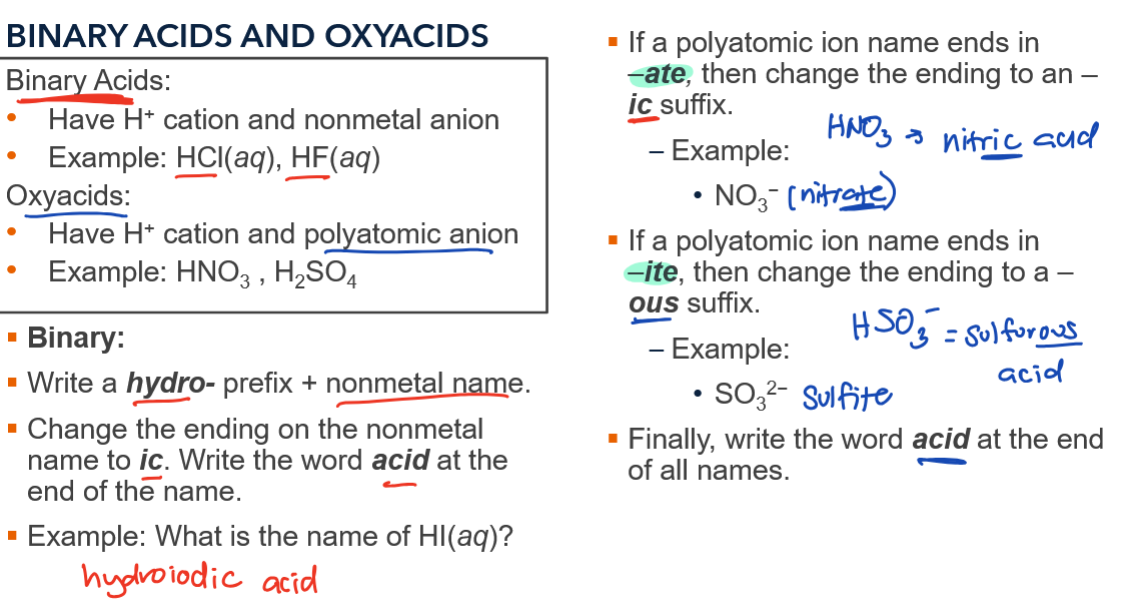 BINARY ACIDS AND OXYACIDS
Binary Acids:
• Have H⁺ cation and nonmetal anion
• Example: HCl(aq), HF(aq)
Oxyacids:
• Have H⁺ cation and polyatomic anion
• Example: HNO₃ , H₂SO₄
▪ Binary:
▪ Write a hydro- prefix + nonmetal name.
▪ Change the ending on the nonmetal
name to ic. Write the word acid at the
end of the name.
▪ Example: What is the name of HI(aq)?
hydroiodic acid
▪ If a polyatomic ion name ends in
–ate, then change the ending to an –
ic suffix.
HNO₃ → nitric acid
– Example:
• NO₃⁻ (nitrate)
▪ If a polyatomic ion name ends in
–ite, then change the ending to a –
ous suffix.
HSO₃⁻ = sulfurous
acid
– Example:
• SO₃²⁻ Sulfite
▪ Finally, write the word acid at the end
of all names.